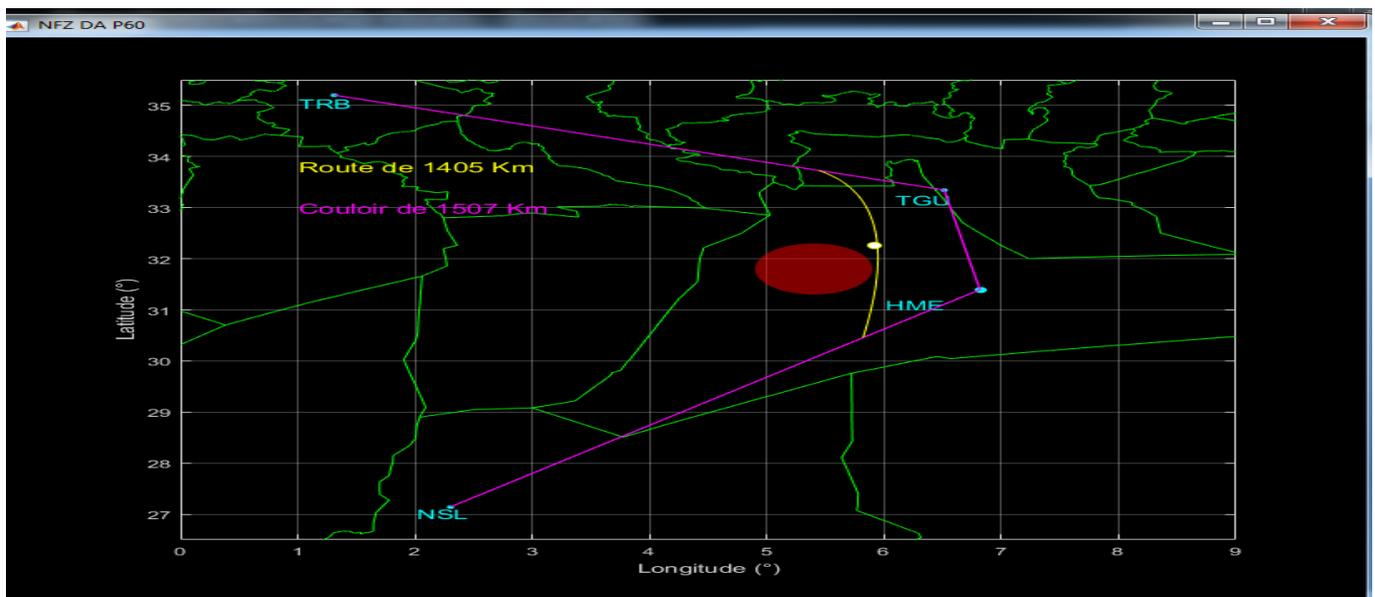 NFZ DA P60
35
TRB
34
Route de 1405 Km
33
Couloir de 1507 Km
TGU
32
31
HME
30
29
28
27
NSL
Latitude (°)
0 1 2 3 4 5 6 7 8 9
Longitude (°)